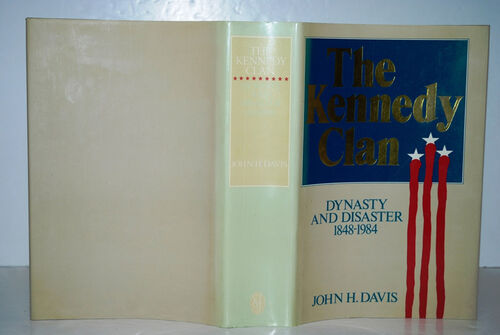 THE
KENNEDY
CLAN
JOHN H. DAVIS
The
Kennedy
Clan
DYNASTY
AND DISASTER
1848-1984
JOHN H. DAVIS